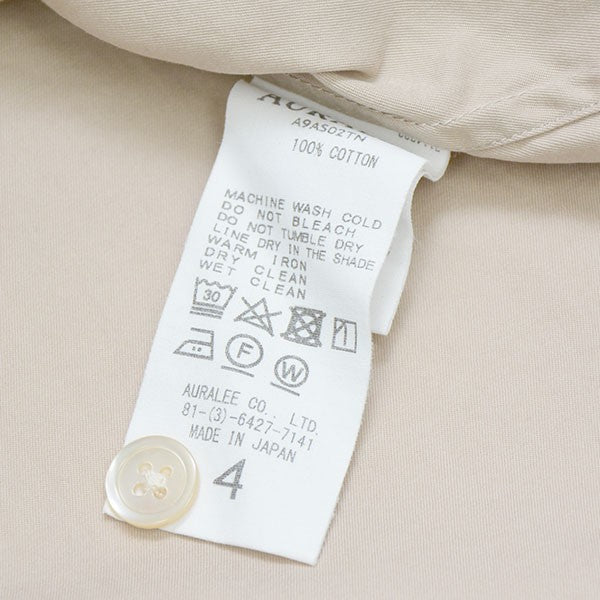 A9AS02TN
100% COTTON
MACHINE WASH COLD
DO NOT BLEACH
DO NOT TUMBLE DRY
LINE DRY IN THE SHADE
WARM IRON
DRY CLEAN
WET CLEAN
30
F
W
AURALEE CO., LTD.
81-(3)-6427-7141
MADE IN JAPAN
4